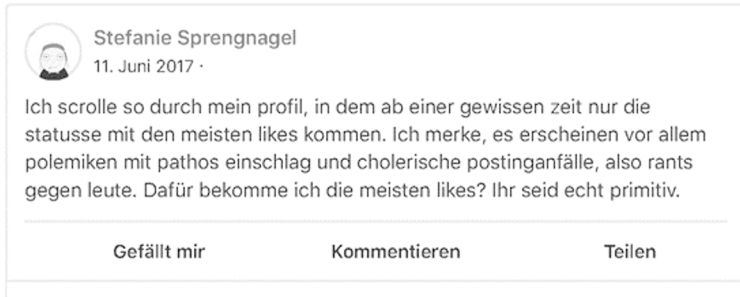 Stefanie Sprengnagel
11. Juni 2017 ·
Ich scrolle so durch mein profil, in dem ab einer gewissen zeit nur die
statusse mit den meisten likes kommen. Ich merke, es erscheinen vor allem
polemiken mit pathos einschlag und cholerische postinganfälle, also rants
gegen leute. Dafür bekomme ich die meisten likes? Ihr seid echt primitiv.
Gefällt mir Kommentieren Teilen